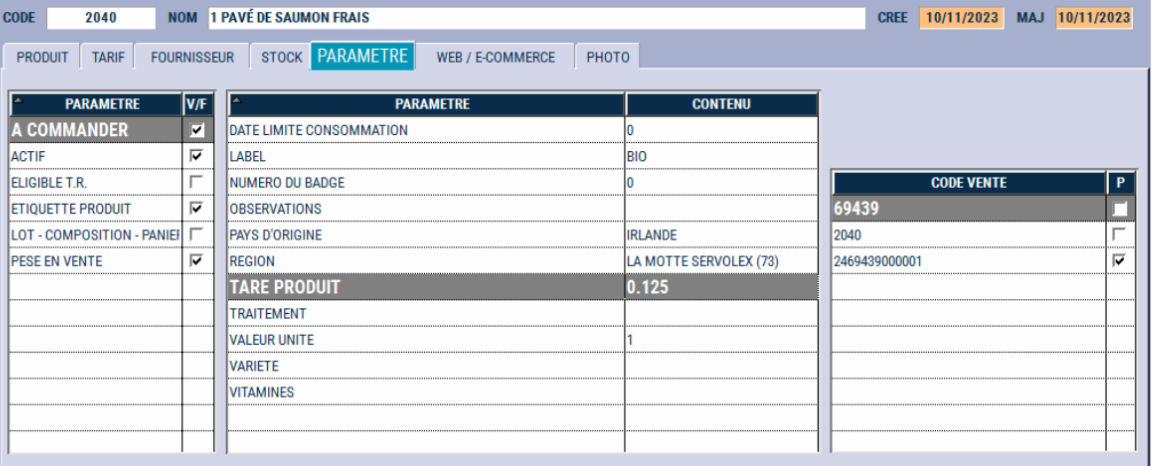 CODE 2040 NOM 1 PAVÉ DE SAUMON FRAIS CREE 10/11/2023 MAJ 10/11/2023
PRODUIT TARIF FOURNISSEUR STOCK PARAMETRE WEB / E-COMMERCE PHOTO
PARAMETRE V/F
A COMMANDER
ACTIF
ELIGIBLE T.R.
ETIQUETTE PRODUIT
LOT - COMPOSITION - PANIER
PESE EN VENTE
PARAMETRE CONTENU
DATE LIMITE CONSOMMATION 0
LABEL BIO
NUMERO DU BADGE 0
OBSERVATIONS
PAYS D'ORIGINE IRLANDE
REGION LA MOTTE SERVOLEX (73)
TARE PRODUIT 0.125
TRAITEMENT
VALEUR UNITE 1
VARIETE
VITAMINES
CODE VENTE P
69439
2040
2469439000001